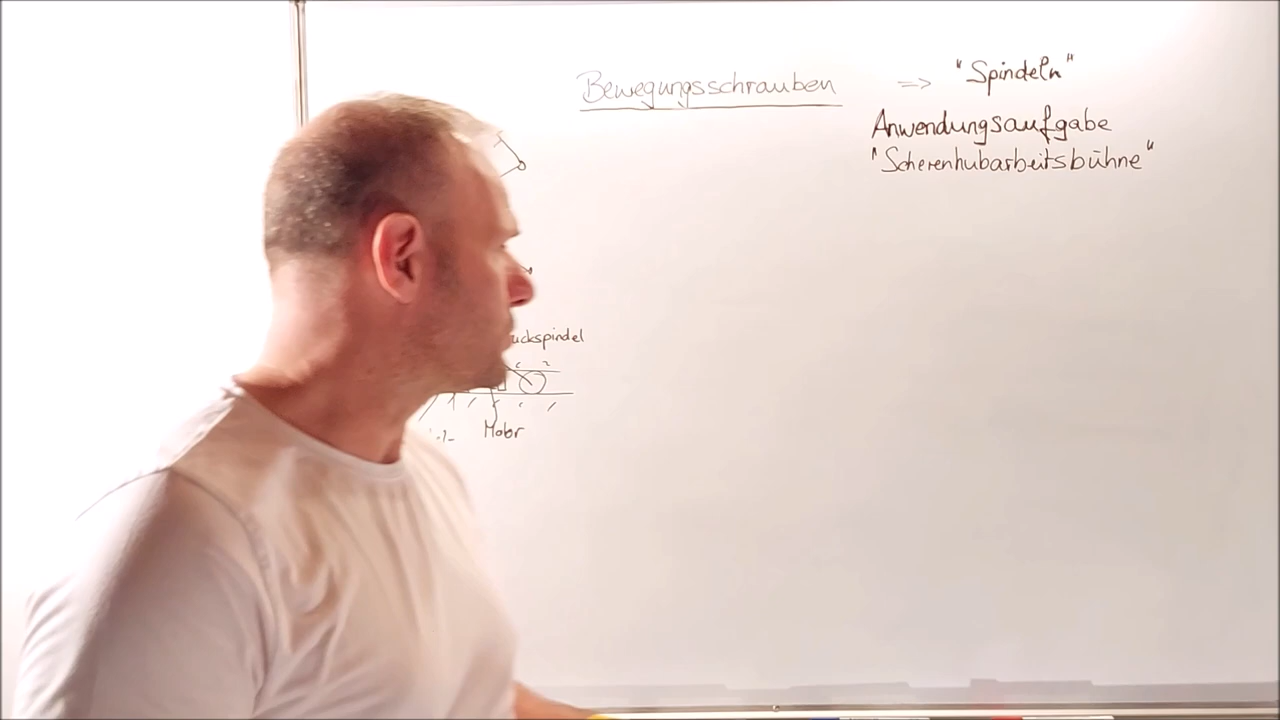 Bewegungsschrauben => "Spindeln"
Anwendungsaufgabe
"Scherenhubarbeitsbühne"
uckspindel
Motor